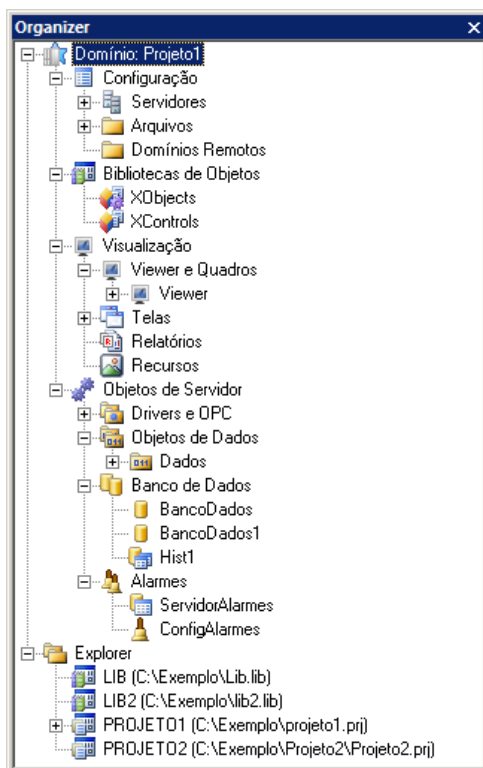 Organizer
Domínio: Projeto1
Configuração
Servidores
Arquivos
Domínios Remotos
Bibliotecas de Objetos
XObjects
XControls
Visualização
Viewer e Quadros
Viewer
Telas
Relatórios
Recursos
Objetos de Servidor
Drivers e OPC
Objetos de Dados
Dados
Banco de Dados
BancoDados
BancoDados1
Hist1
Alarmes
ServidorAlarmes
ConfigAlarmes
Explorer
LIB (C:\Exemplo\Lib.lib)
LIB2 (C:\Exemplo\lib2.lib)
PROJETO1 (C:\Exemplo\projeto1.prj)
PROJETO2 (C:\Exemplo\Projeto2\Projeto2.prj)